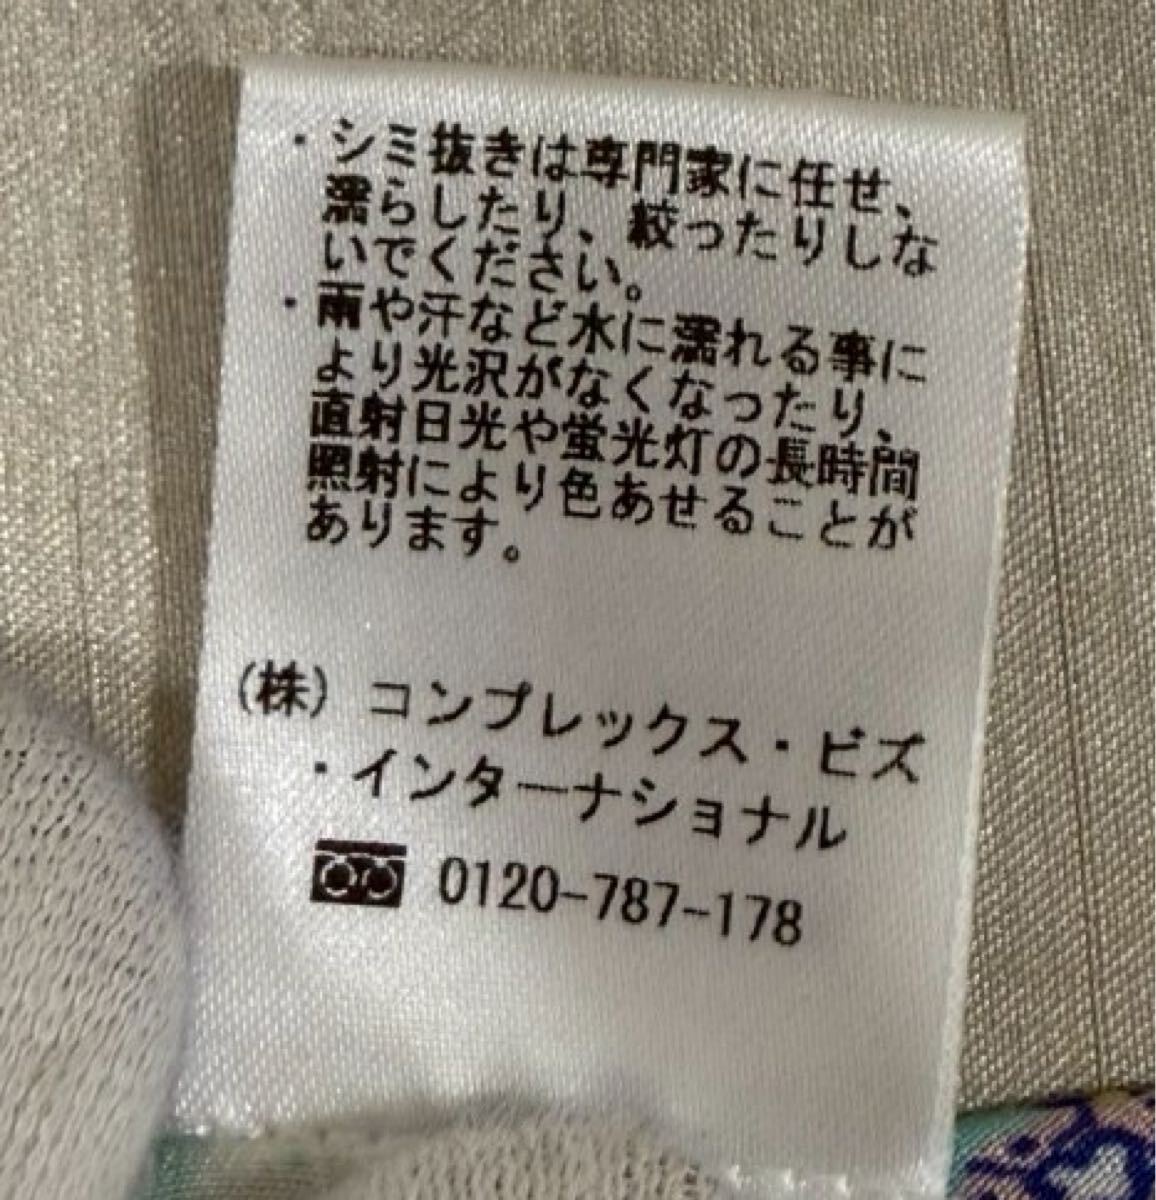 ・シミ抜きは専門家に任せ、
濡らしたり、絞ったりしな
いでください。
・雨や汗など水に濡れる事に
より光沢がなくなったり、
直射日光や蛍光灯の長時間
照射により色あせることが
あります。
(株)コンプレックス・ビズ
・インターナショナル
0120-787-178